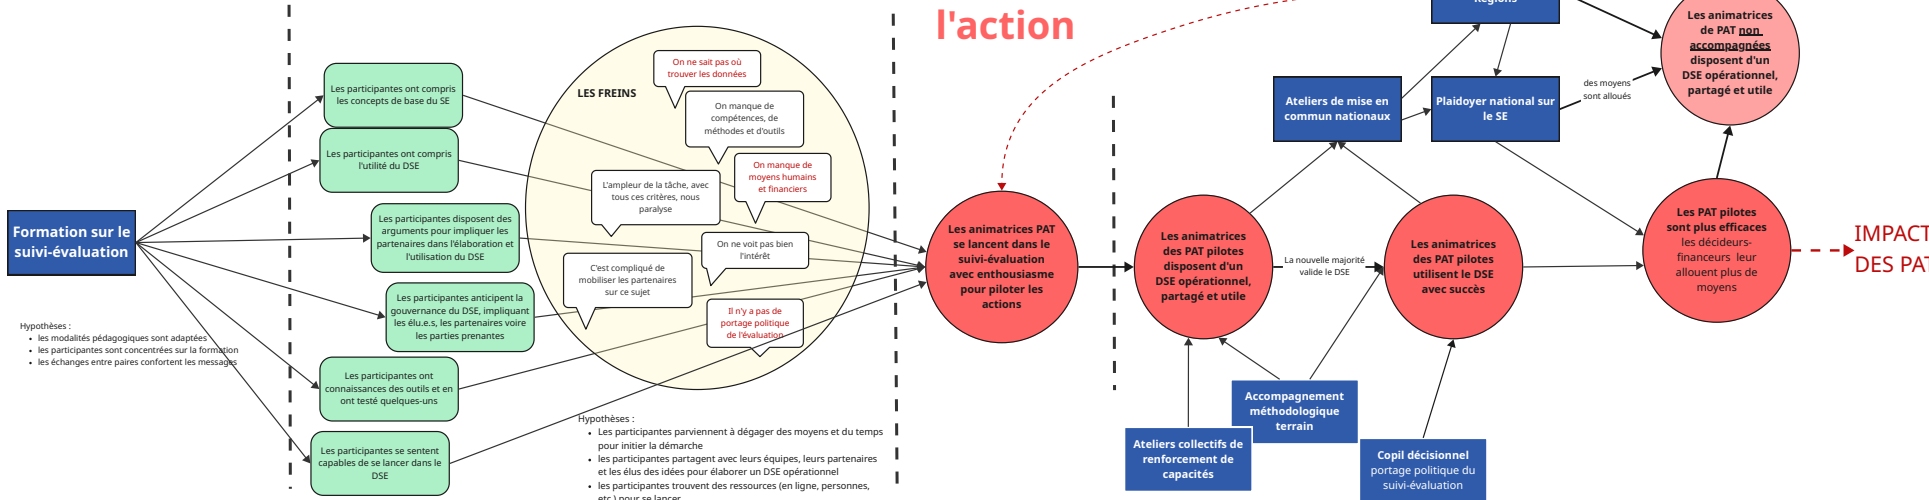 l'action
Formation sur le
suivi-évaluation
Hypothèses :
les modalités pédagogiques sont adaptées
les participantes sont concentrées sur la formation
les échanges entre paires confortent les messages
Les participantes ont compris
les concepts de base du SE
Les participantes ont compris
l'utilité du DSE
Les participantes disposent des
arguments pour impliquer les
partenaires dans l'élaboration et
l'utilisation du DSE
Les participantes anticipent la
gouvernance du DSE, impliquant
les élu.e.s, les partenaires voire
les parties prenantes
Les participantes ont
connaissances des outils et en
ont testé quelques-uns
Les participantes se sentent
capables de se lancer dans le
DSE
LES FREINS
On ne sait pas où
trouver les données
On manque de
compétences, de
méthodes et d'outils
On manque de
moyens humains
et financiers
L'ampleur de la tâche, avec
tous ces critères, nous
paralyse
On ne voit pas bien
l'intérêt
C'est compliqué de
mobiliser les partenaires
sur ce sujet
Il n'y a pas de
portage politique
de l'évaluation
Hypothèses :
Les participantes parviennent à dégager des moyens et du temps
pour initier la démarche
les participantes partagent avec leurs équipes, leurs partenaires
et les élus des idées pour élaborer un DSE opérationnel
les participantes trouvent des ressources (en ligne, personnes,
etc.) pour se lancer
Les animatrices PAT
se lancent dans le
suivi-évaluation
avec enthousiasme
pour piloter les
actions
Les animatrices
des PAT pilotes
disposent d'un
DSE opérationnel,
partagé et utile
La nouvelle majorité
valide le DSE
Les animatrices
des PAT pilotes
utilisent le DSE
avec succès
Ateliers de mise en
commun nationaux
Régions
Plaidoyer national sur
le SE
des moyens
sont alloués
Les animatrices
de PAT non
accompagnées
disposent d'un
DSE opérationnel,
partagé et utile
Les PAT pilotes
sont plus efficaces
les décideurs-
financeurs leur
allouent plus de
moyens
IMPACT
DES PAT
Accompagnement
méthodologique
terrain
Ateliers collectifs de
renforcement de
capacités
Copil décisionnel
portage politique du
suivi-évaluation